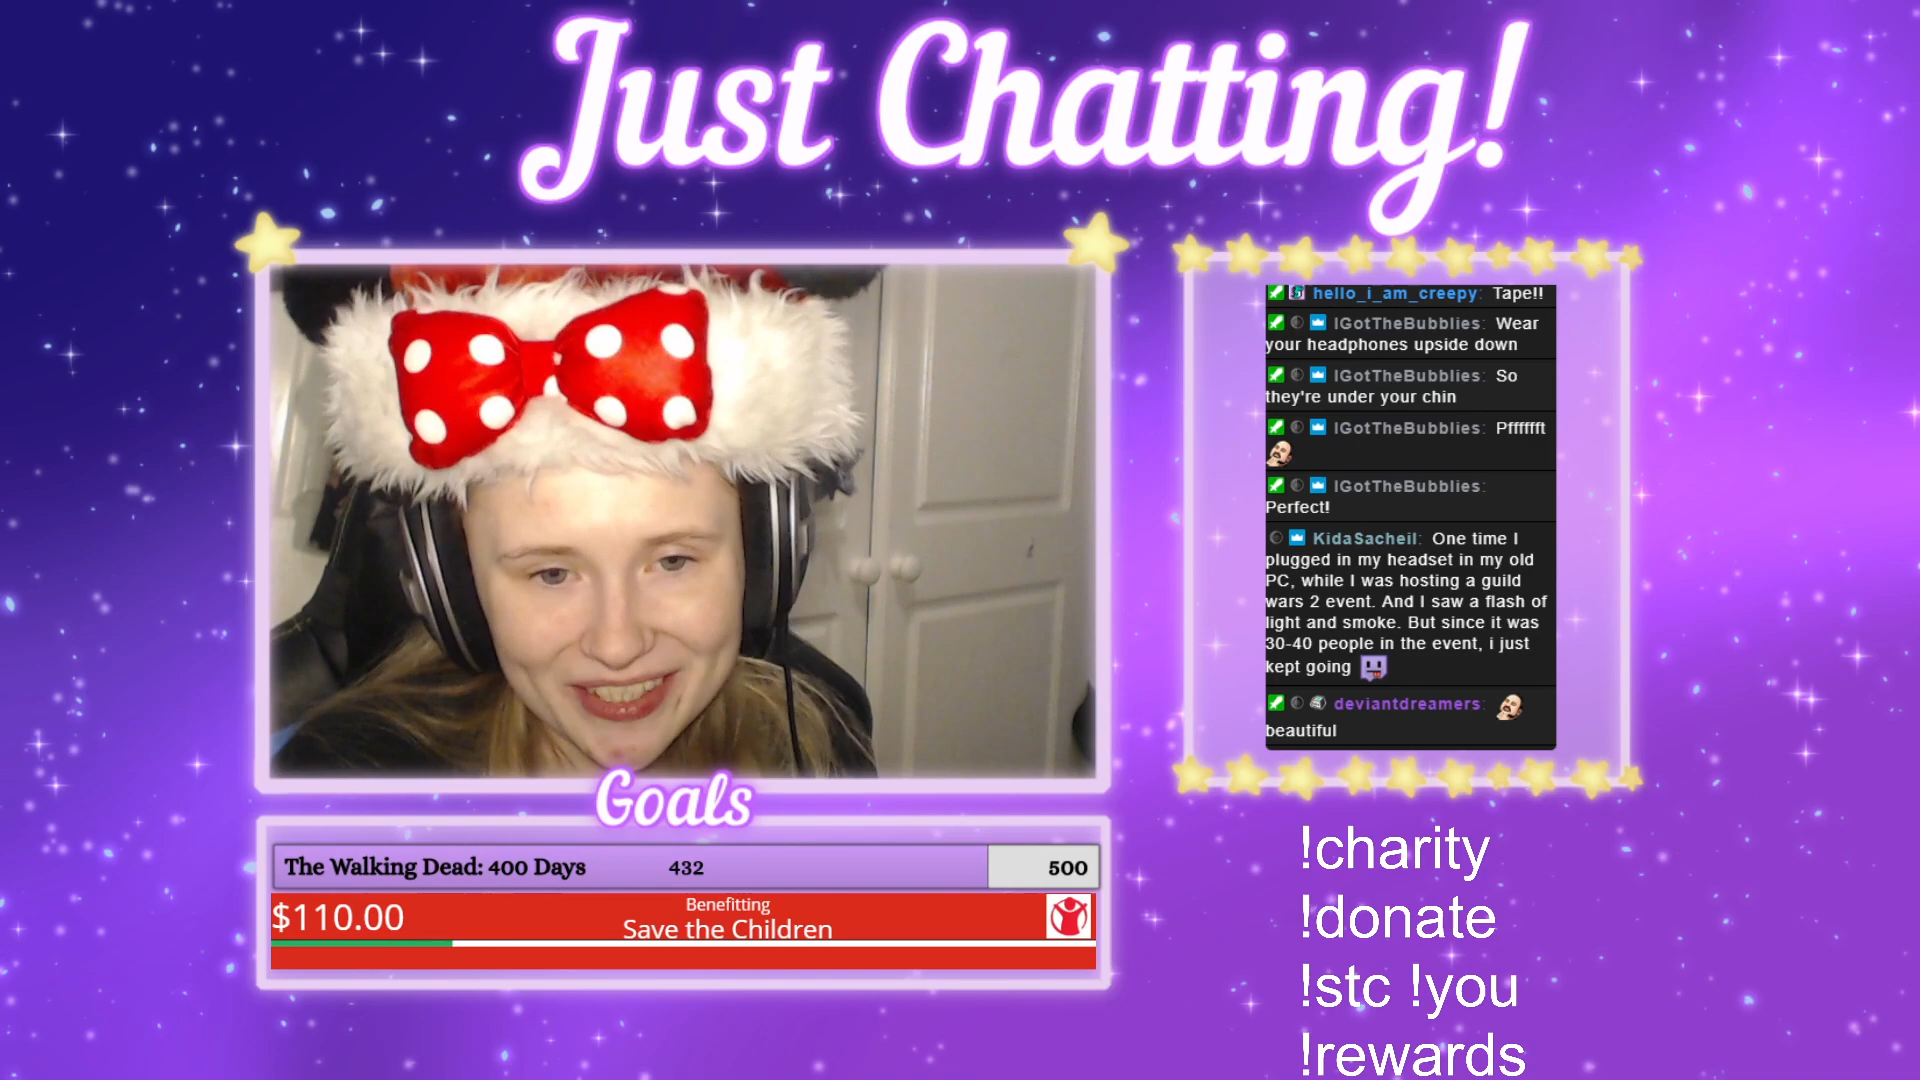 Just Chatting!
hello_i_am_creepy: Tape!!
IGotTheBubblies: Wear
your headphones upside down
IGotTheBubblies: So
they're under your chin
IGotTheBubblies: Pfffffft
IGotTheBubblies:
Perfect!
KidaSacheil: One time I
plugged in my headset in my old
PC, while I was hosting a guild
wars 2 event. And I saw a flash of
light and smoke. But since it was
30-40 people in the event, i just
kept going
deviantdreamers:
beautiful
Goals
The Walking Dead: 400 Days 432 500
$110.00
Benefitting
Save the Children
!charity
!donate
!stc !you
!rewards